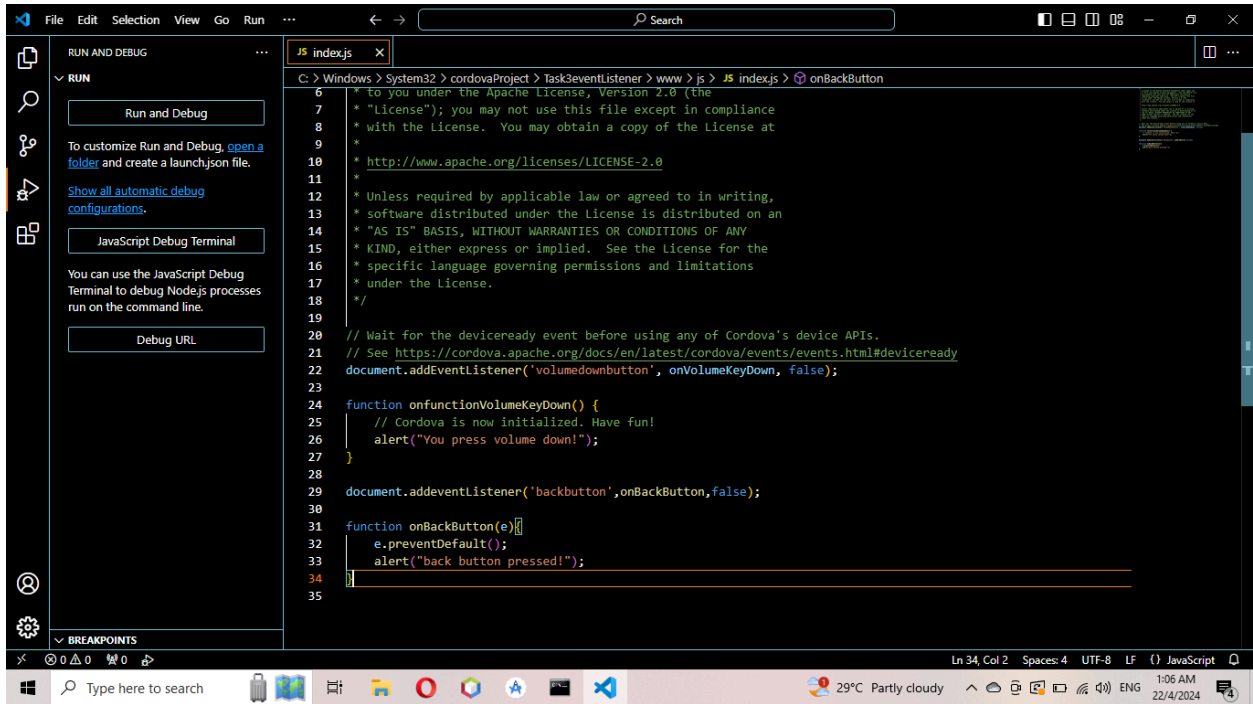 File Edit Selection View Go Run ···
Search
RUN AND DEBUG ···
RUN
Run and Debug
To customize Run and Debug, open a
folder and create a launch.json file.
Show all automatic debug
configurations.
JavaScript Debug Terminal
You can use the JavaScript Debug
Terminal to debug Node.js processes
run on the command line.
Debug URL
BREAKPOINTS
JS index.js ×
C: > Windows > System32 > cordovaProject > Task3eventListener > www > js > JS index.js > onBackButton
6 * to you under the Apache License, Version 2.0 (the
7 * "License"); you may not use this file except in compliance
8 * with the License.  You may obtain a copy of the License at
9 *
10 * http://www.apache.org/licenses/LICENSE-2.0
11 *
12 * Unless required by applicable law or agreed to in writing,
13 * software distributed under the License is distributed on an
14 * "AS IS" BASIS, WITHOUT WARRANTIES OR CONDITIONS OF ANY
15 * KIND, either express or implied.  See the License for the
16 * specific language governing permissions and limitations
17 * under the License.
18 */
19
20 // Wait for the deviceready event before using any of Cordova's device APIs.
21 // See https://cordova.apache.org/docs/en/latest/cordova/events/events.html#deviceready
22 document.addEventListener('volumedownbutton', onVolumeKeyDown, false);
23
24 function onfunctionVolumeKeyDown() {
25     // Cordova is now initialized. Have fun!
26     alert("You press volume down!");
27 }
28
29 document.addeventListener('backbutton',onBackButton,false);
30
31 function onBackButton(e){
32     e.preventDefault();
33     alert("back button pressed!");
34 }
35
0 0 0 Ln 34, Col 2 Spaces: 4 UTF-8 LF {} JavaScript
Type here to search 29°C Partly cloudy ENG 1:06 AM
22/4/2024 4